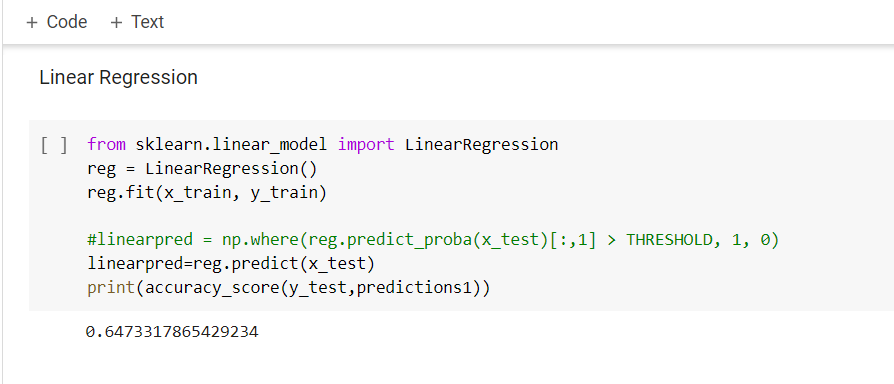 + Code + Text
Linear Regression
[ ] from sklearn.linear_model import LinearRegression
reg = LinearRegression()
reg.fit(x_train, y_train)
#linearpred = np.where(reg.predict_proba(x_test)[:,1] > THRESHOLD, 1, 0)
linearpred=reg.predict(x_test)
print(accuracy_score(y_test,predictions1))
0.6473317865429234